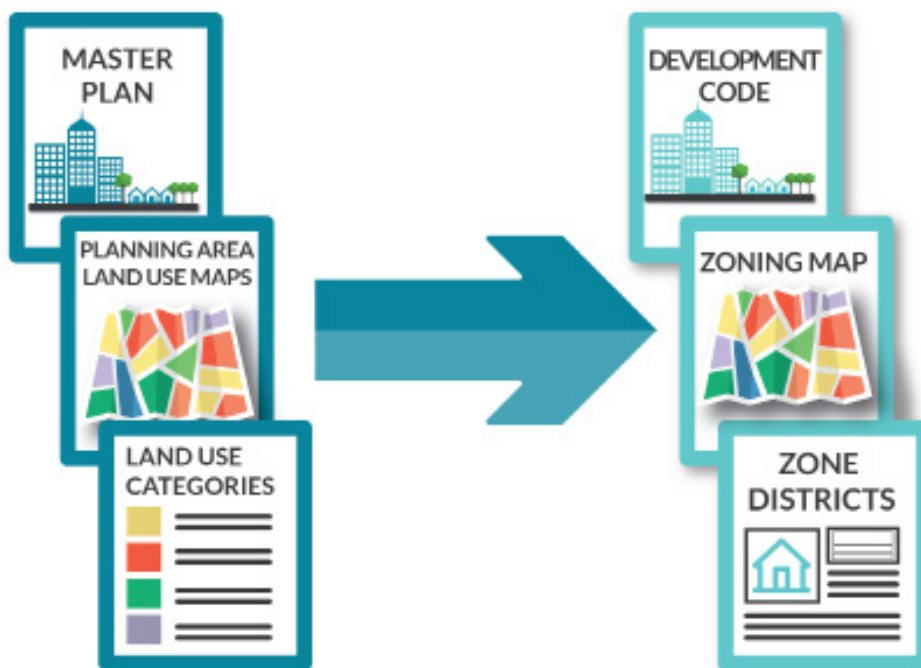 MASTER
PLAN
PLANNING AREA
LAND USE MAPS
LAND USE
CATEGORIES
DEVELOPMENT
CODE
ZONING MAP
ZONE
DISTRICTS